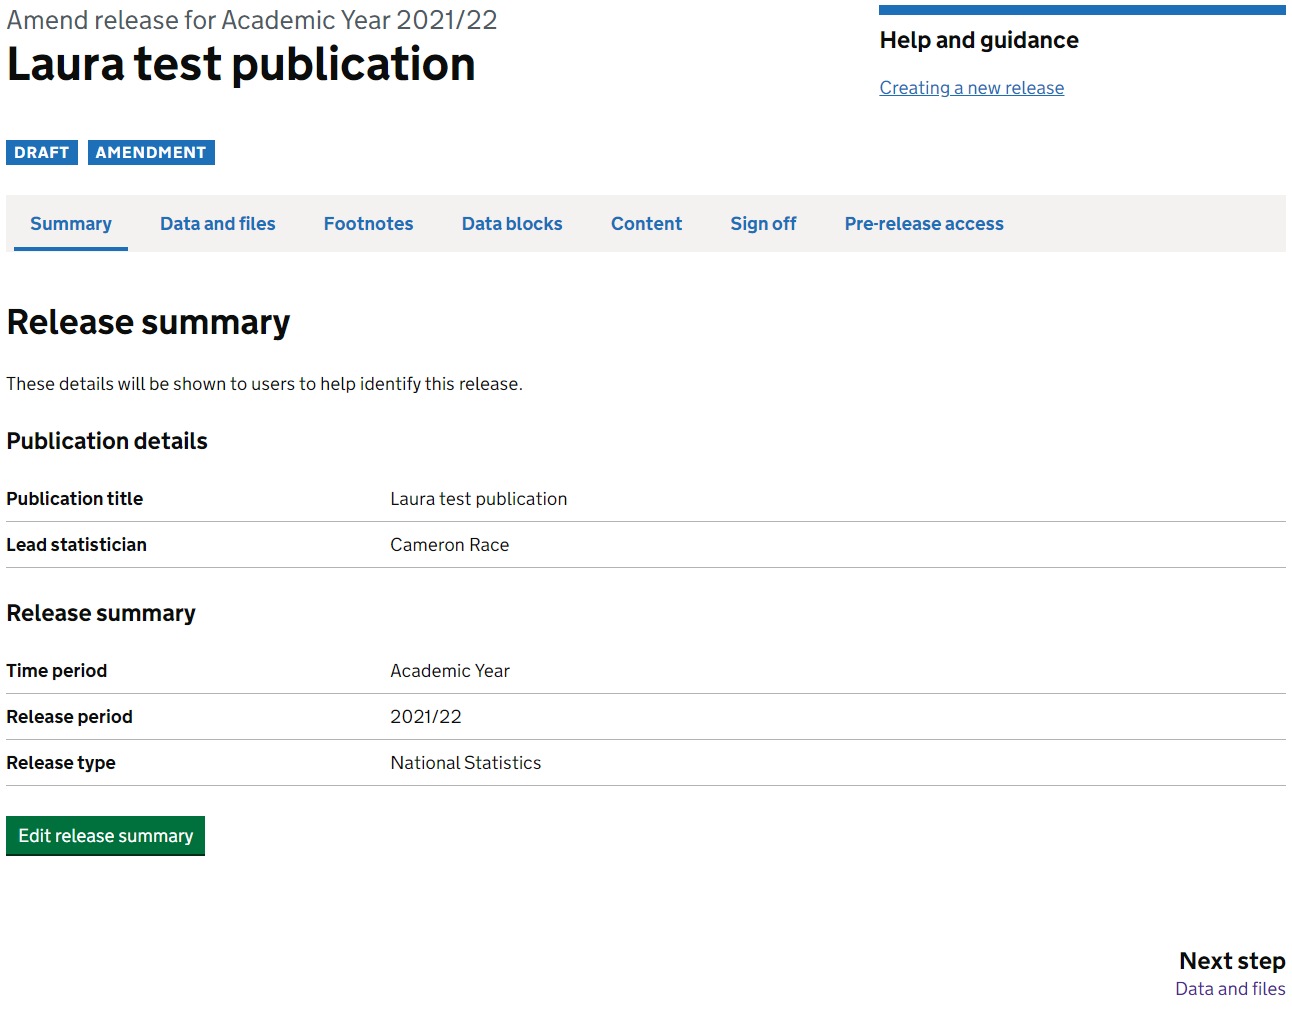 Amend release for Academic Year 2021/22
Laura test publication
Help and guidance
Creating a new release
DRAFT AMENDMENT
Summary Data and files Footnotes Data blocks Content Sign off Pre-release access
Release summary
These details will be shown to users to help identify this release.
Publication details
Publication title Laura test publication
Lead statistician Cameron Race
Release summary
Time period Academic Year
Release period 2021/22
Release type National Statistics
Edit release summary
Next step
Data and files